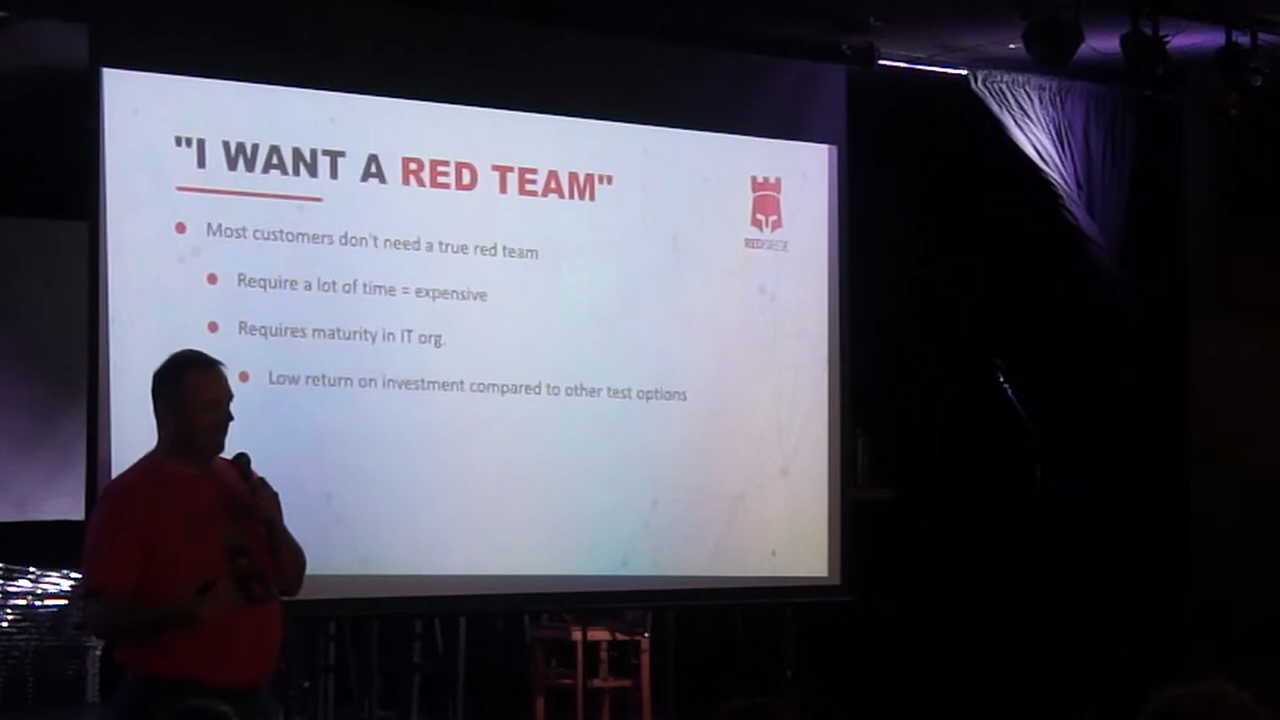 "I WANT A RED TEAM"
Most customers don't need a true red team
Require a lot of time = expensive
Requires maturity in IT org.
Low return on investment compared to other test options
REDSIEGE